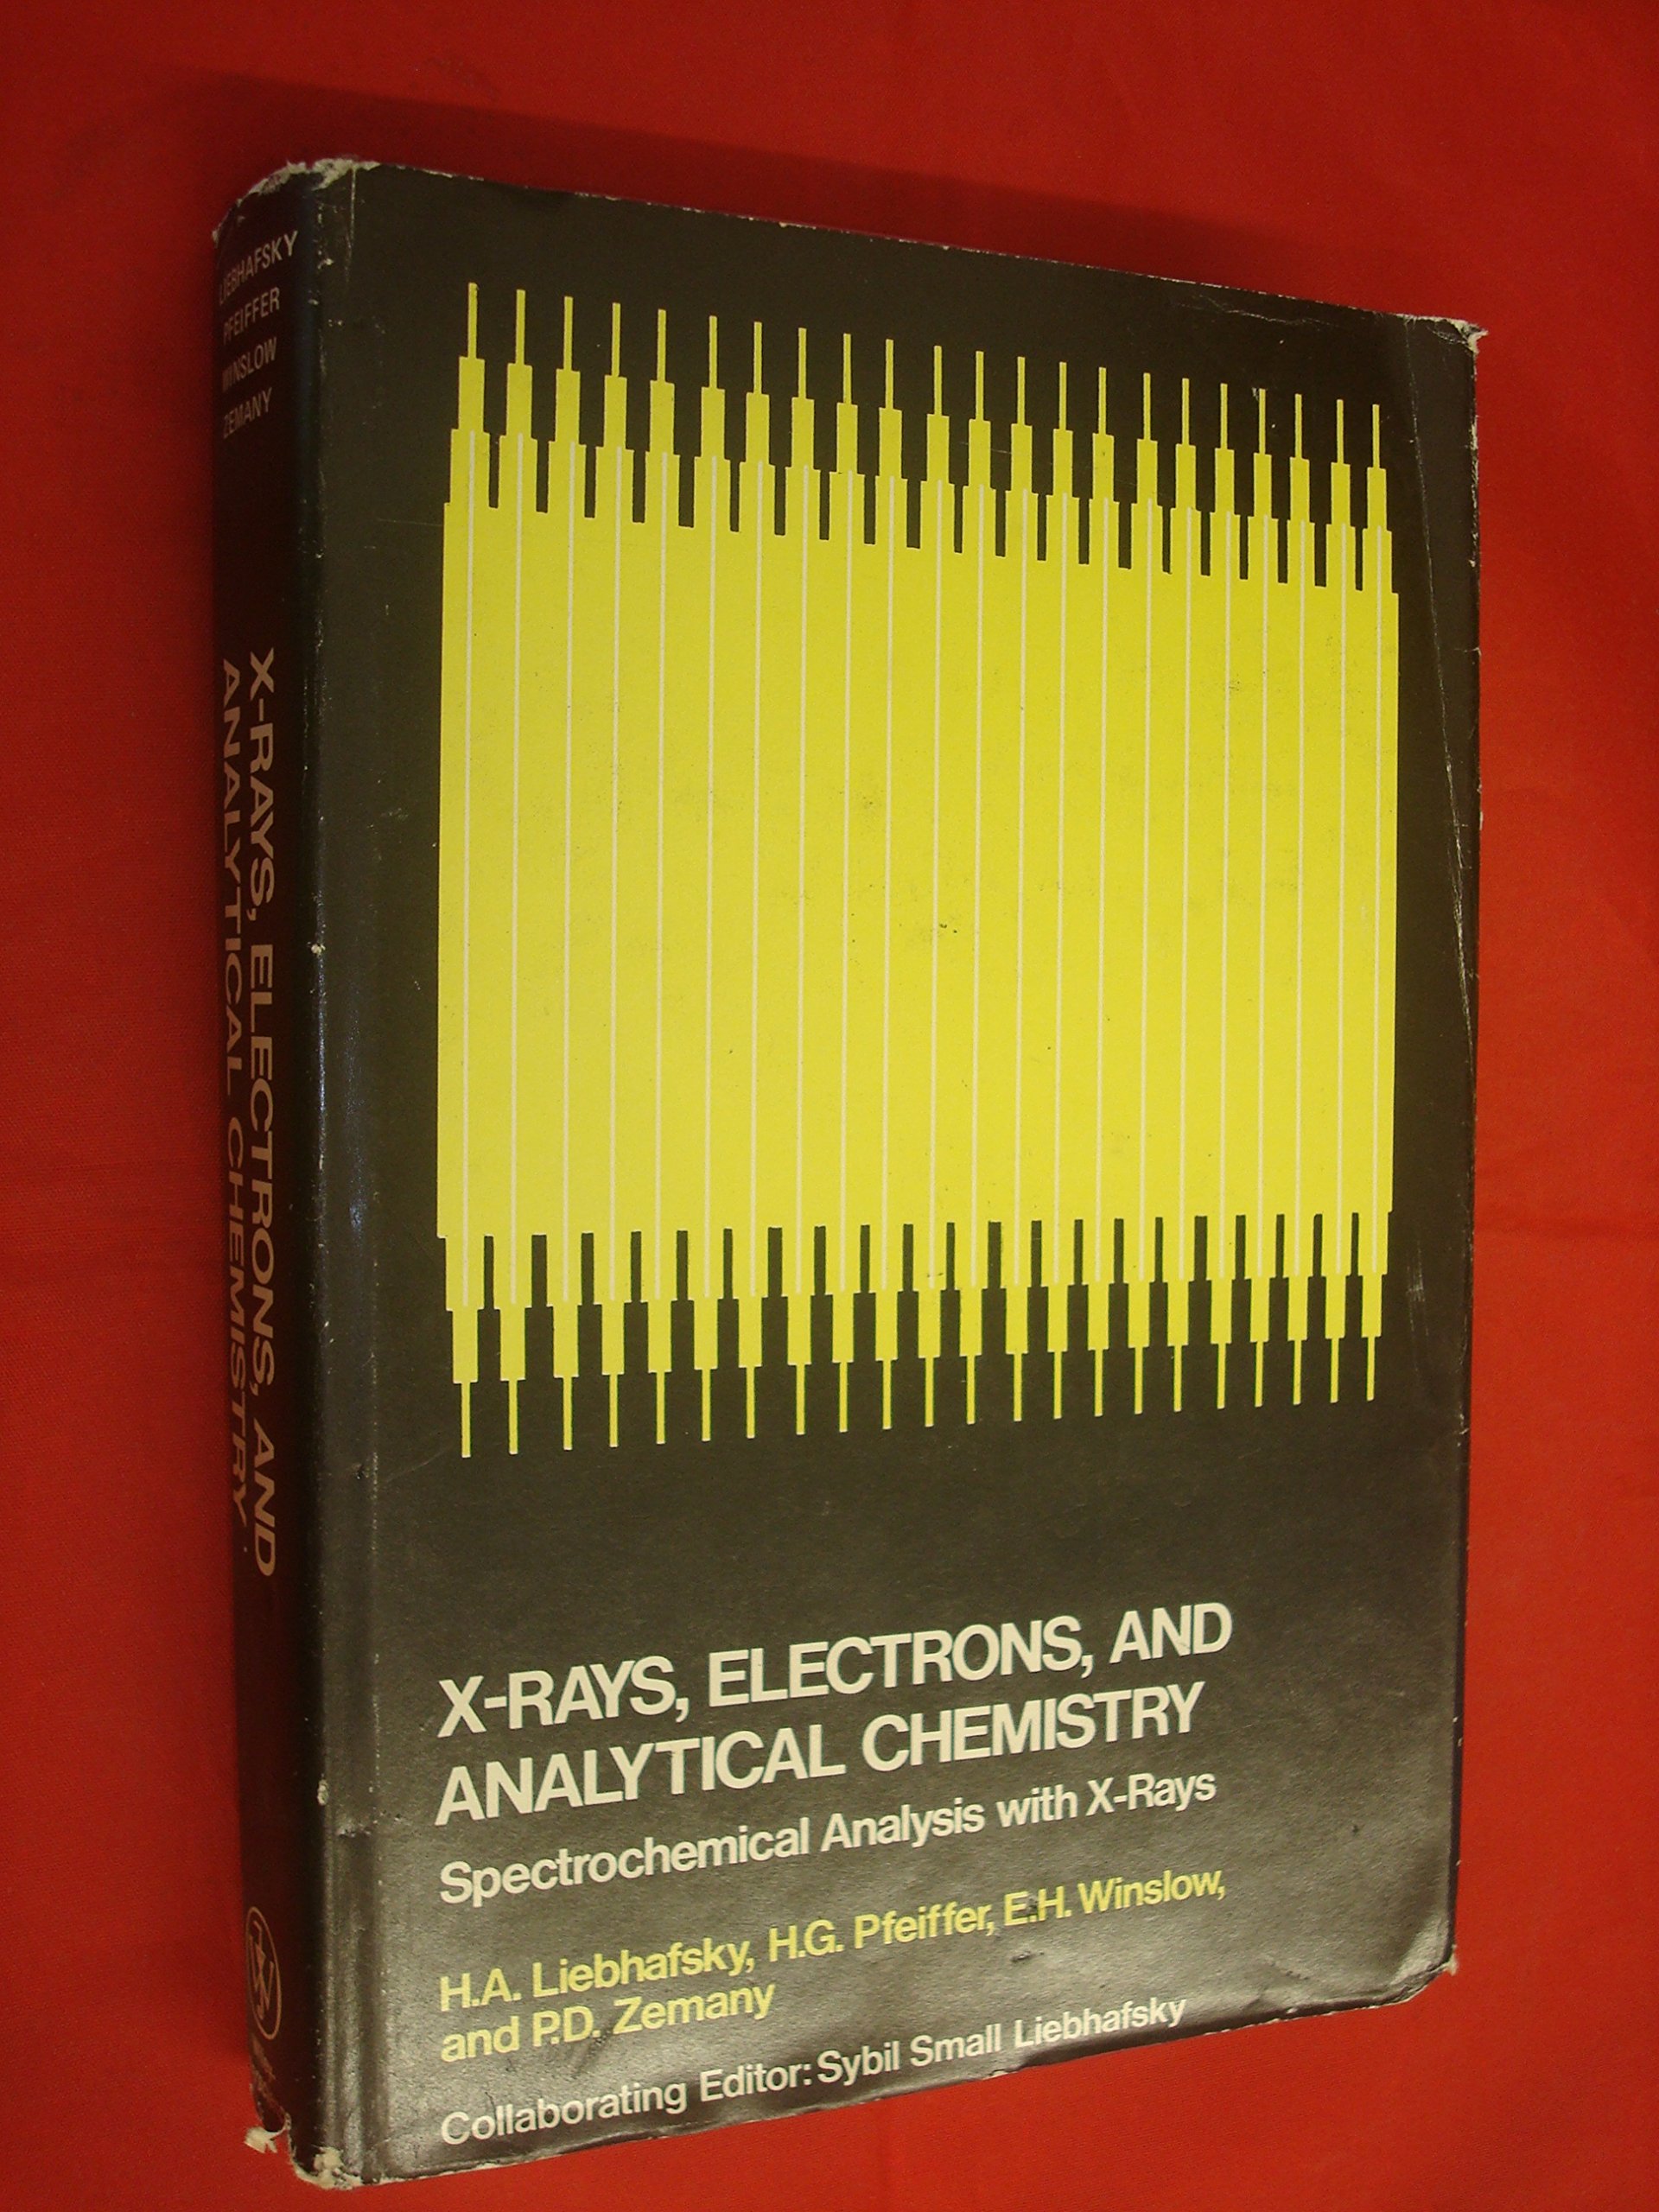 LIEBHAFSKY
PFEIFFER
WINSLOW
ZEMANY
X-RAYS, ELECTRONS, AND
ANALYTICAL CHEMISTRY
X-RAYS, ELECTRONS, AND
ANALYTICAL CHEMISTRY
Spectrochemical Analysis with X-Rays
H.A. Liebhafsky, H.G. Pfeiffer, E.H. Winslow,
and P.D. Zemany
Collaborating Editor: Sybil Small Liebhafsky